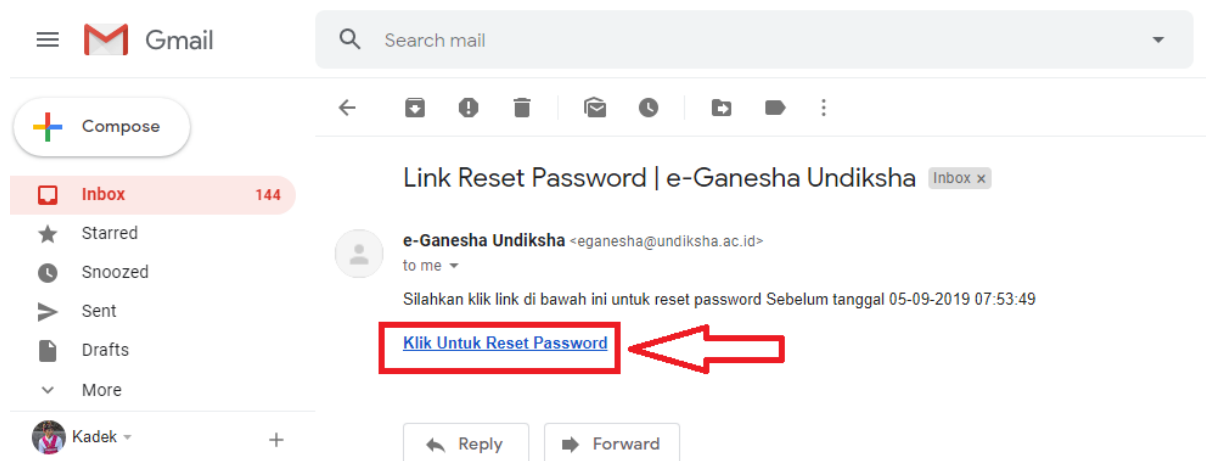 Gmail
Search mail
Compose
Inbox 144
Starred
Snoozed
Sent
Drafts
More
Kadek
Link Reset Password | e-Ganesha Undiksha Inbox x
e-Ganesha Undiksha <eganesha@undiksha.ac.id>
to me
Silahkan klik link di bawah ini untuk reset password Sebelum tanggal 05-09-2019 07:53:49
Klik Untuk Reset Password
Reply Forward